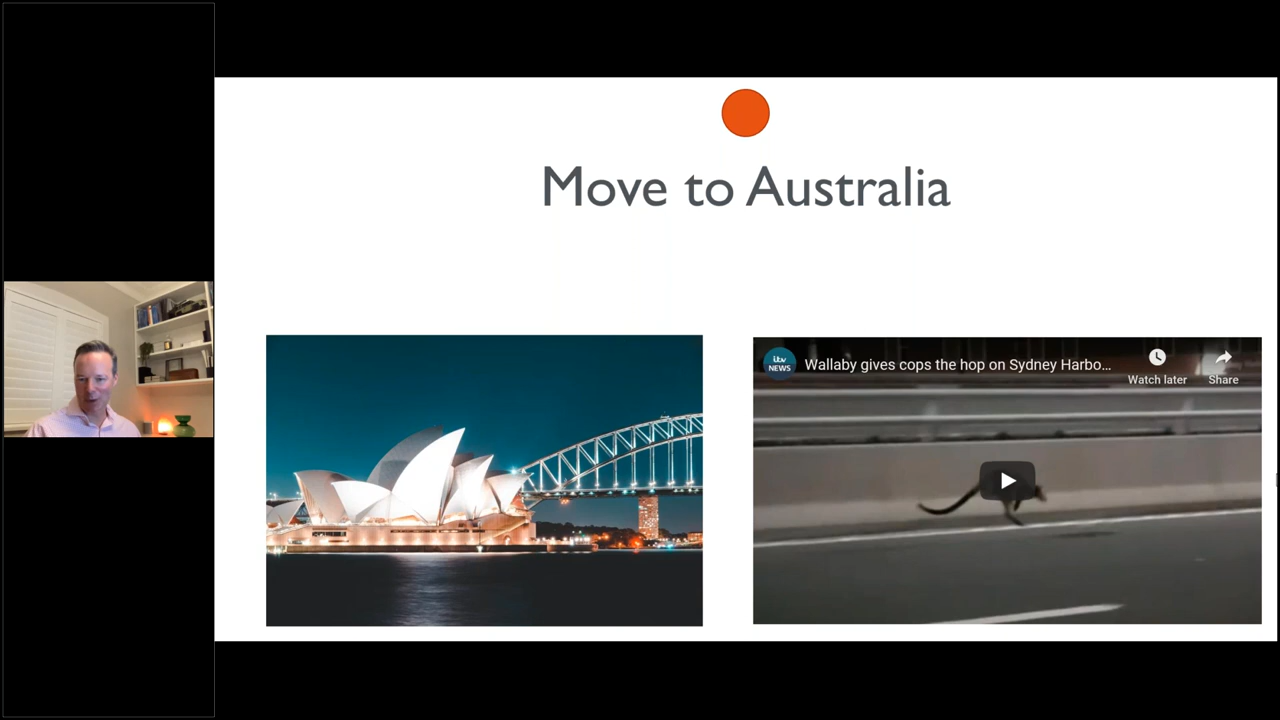 Move to Australia
itv
NEWS
Wallaby gives cops the hop on Sydney Harbo...
Watch later
Share